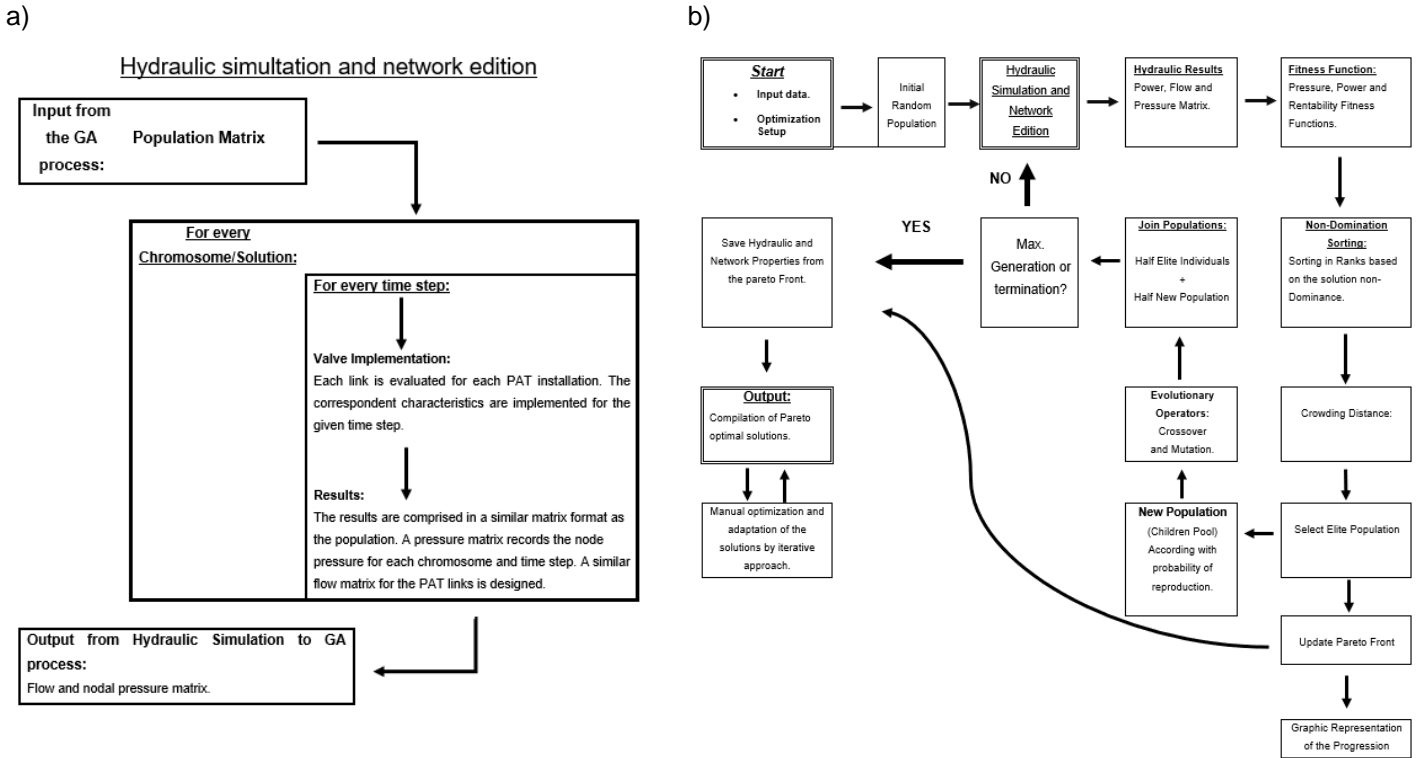 a)
Hydraulic simultation and network edition
Input from
the GA
process:
Population Matrix
For every
Chromosome/Solution:
For every time step:
Valve Implementation:
Each link is evaluated for each PAT installation. The
correspondent characteristics are implemented for the
given time step.
Results:
The results are comprised in a similar matrix format as
the population. A pressure matrix records the node
pressure for each chromosome and time step. A similar
flow matrix for the PAT links is designed.
Output from Hydraulic Simulation to GA
process:
Flow and nodal pressure matrix.
b)
Start
• Input data.
• Optimization
Setup
Initial
Random
Population
Hydraulic
Simulation and
Network
Edition
Hydraulic Results
Power, Flow and
Pressure Matrix.
Fitness Function:
Pressure, Power and
Rentability Fitness
Functions.
NO
YES
Save Hydraulic and
Network Properties from
the pareto Front.
Max.
Generation or
termination?
Join Populations:
Half Elite Individuals
+
Half New Population
Non-Domination
Sorting:
Sorting in Ranks based
on the solution non-
Dominance.
Output:
Compilation of Pareto
optimal solutions.
Evolutionary
Operators:
Crossover
and Mutation.
Crowding Distance:
Manual optimization and
adaptation of the
solutions by iterative
approach.
New Population
(Children Pool)
According with
probability of
reproduction.
Select Elite Population
Update Pareto Front
Graphic Representation
of the Progression